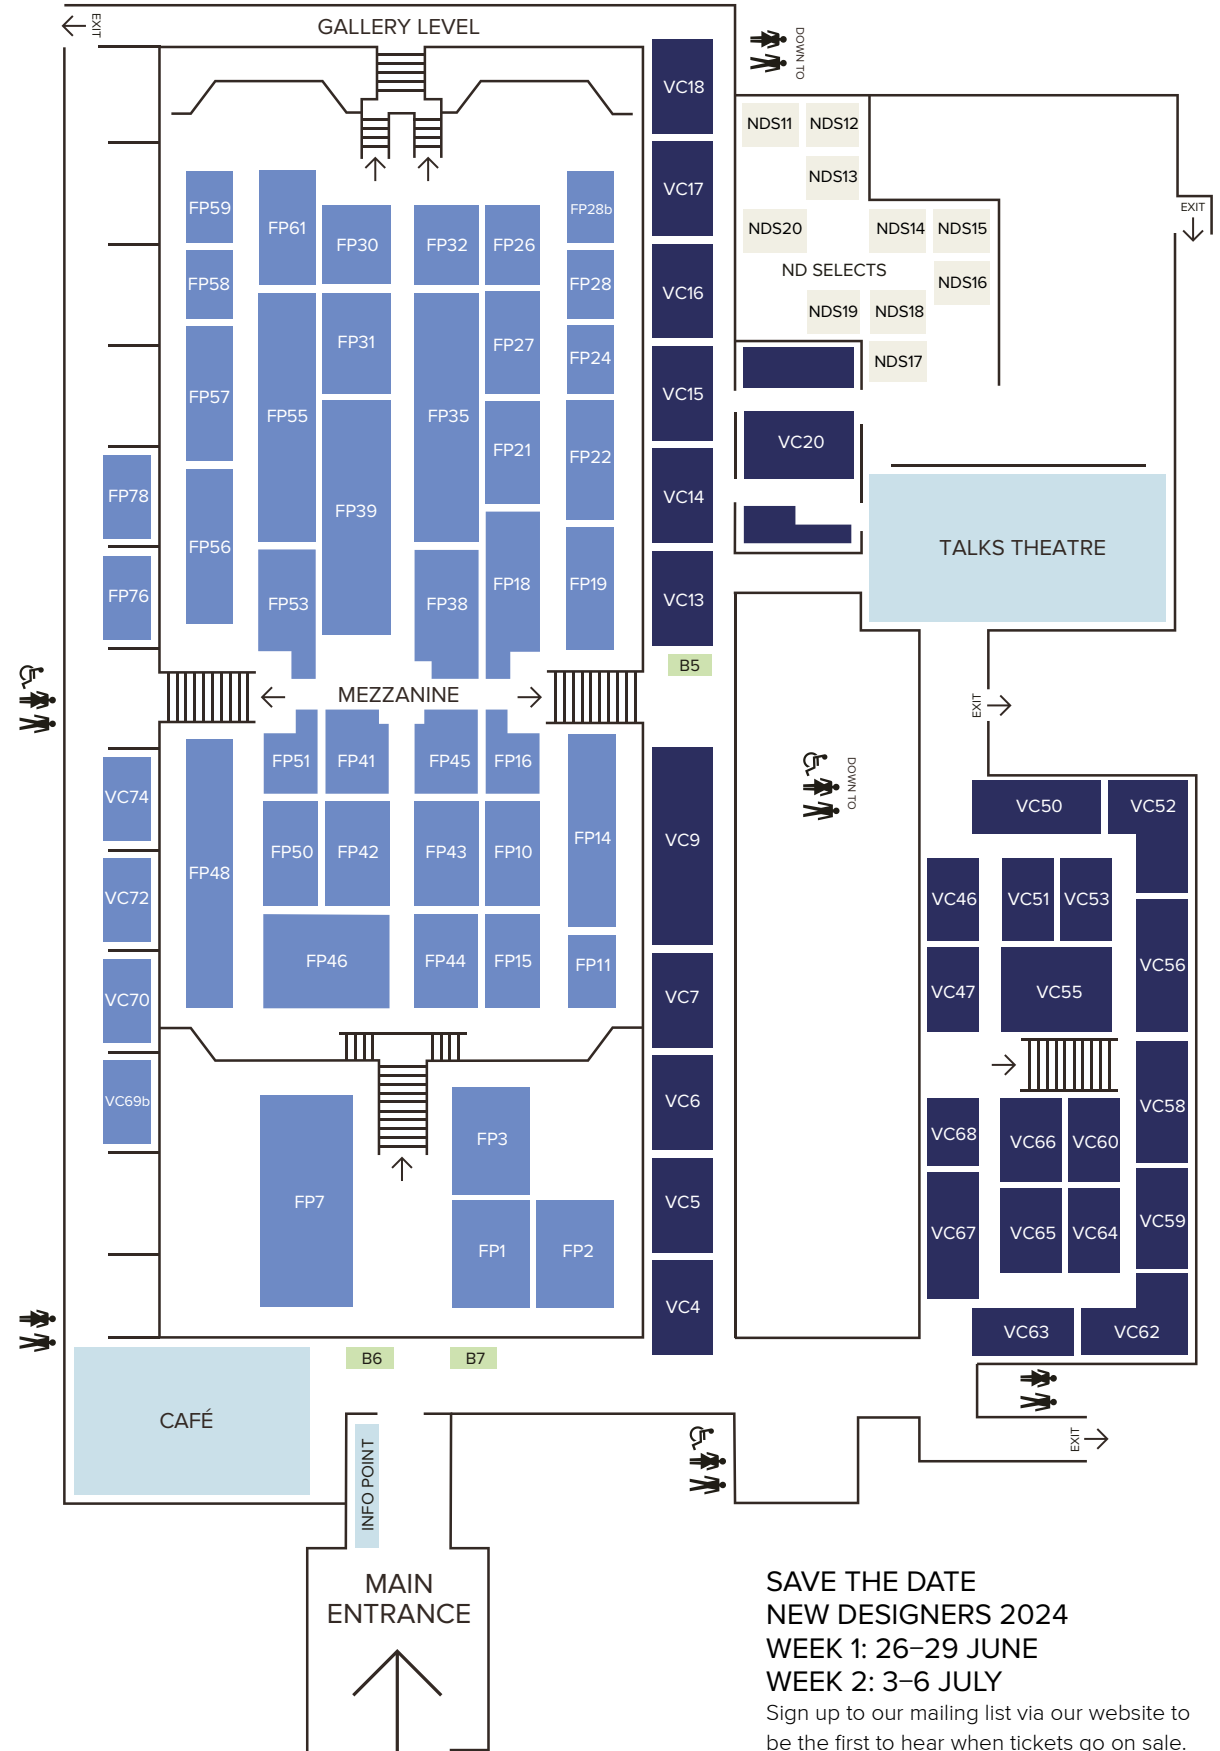 EXIT
GALLERY LEVEL
DOWN TO
VC18
NDS11
NDS12
NDS13
VC17
FP59
FP61
FP28b
EXIT
FP30
FP32
FP26
NDS20
NDS14
NDS15
ND SELECTS
FP58
FP28
VC16
NDS16
NDS19
NDS18
FP31
FP27
FP24
NDS17
FP57
FP55
FP35
VC15
FP21
FP22
VC20
FP78
FP39
VC14
FP56
TALKS THEATRE
FP76
FP53
FP38
FP18
FP19
VC13
B5
MEZZANINE
EXIT
FP51
FP41
FP45
FP16
DOWN TO
VC74
VC50
VC52
FP50
FP42
FP43
FP10
FP14
VC9
FP48
VC72
VC46
VC51
VC53
FP46
FP44
FP15
FP11
VC56
VC70
VC7
VC47
VC55
VC69b
VC6
VC58
FP3
VC68
VC66
VC60
FP7
VC5
VC59
FP1
FP2
VC67
VC65
VC64
VC4
VC63
VC62
B6
B7
CAFÉ
EXIT
INFO POINT
MAIN
ENTRANCE
SAVE THE DATE
NEW DESIGNERS 2024
WEEK 1: 26–29 JUNE
WEEK 2: 3–6 JULY
Sign up to our mailing list via our website to
be the first to hear when tickets go on sale.